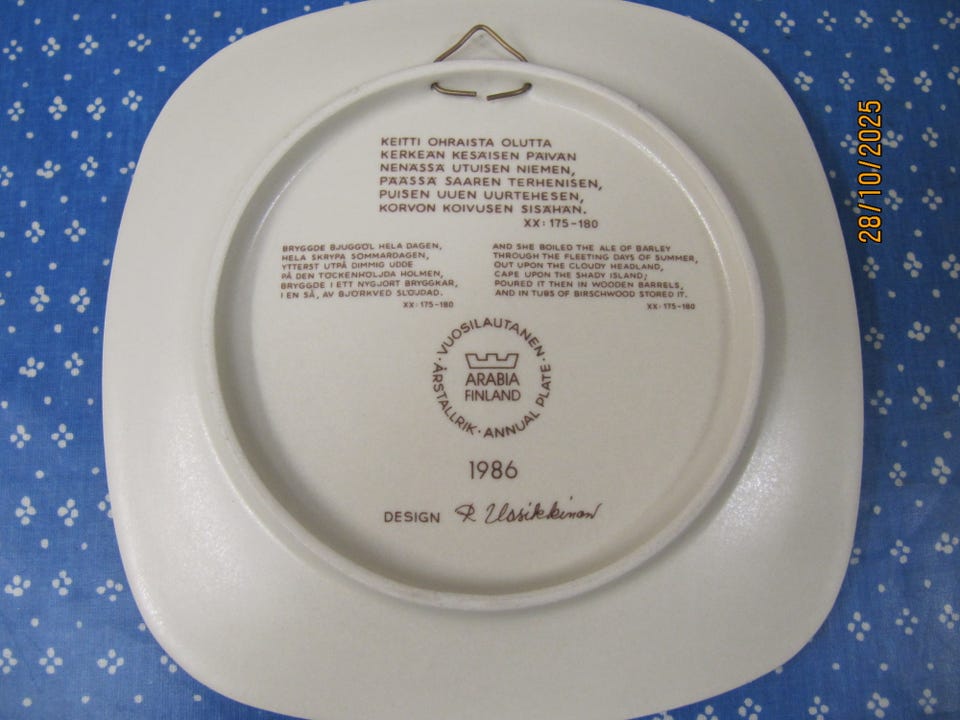 KEITTI OHRAISTA OLUTTA
KERKEÄN KESÄISEN PÄIVÄN
NENÄSSÄ UTUISEN NIEMEN,
PÄÄSSÄ SAAREN TERHENISEN,
PUISEN UUEN UURTEHESEN,
KORVON KOIVUSEN SISÄHÄN.
XX: 175-180
BRYGGDE BJUGGÖL HELA DAGEN,
HELA SKRYPA SOMMARDAGEN,
YTTERST UTPÅ DIMMIG UDDE
PÅ DEN TÖCKENHÖLJDA HOLMEN,
BRYGGDE I ETT NYGJORT BRYGGKAR,
I EN SÅ, AV BJÖRKVED SLÖJDAD.
XX: 175-180
AND SHE BOILED THE ALE OF BARLEY
THROUGH THE FLEETING DAYS OF SUMMER,
OUT UPON THE CLOUDY HEADLAND,
CAPE UPON THE SHADY ISLAND;
POURED IT THEN IN WOODEN BARRELS,
AND IN TUBS OF BIRSCHWOOD STORED IT.
XX: 175-180
· VUOSILAUTANEN · ANNUAL PLATE · ÅRSTALLRIK
ARABIA
FINLAND
1986
DESIGN R Uosikkinen
28/10/2025